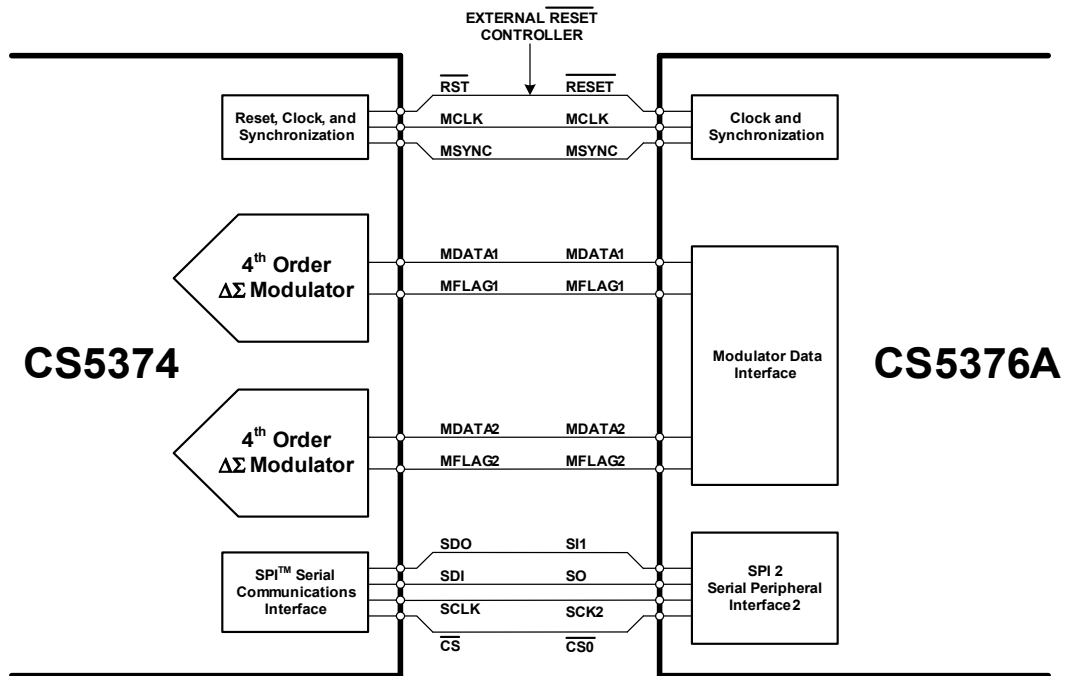 EXTERNAL RESET
CONTROLLER
RST RESET
Reset, Clock, and
Synchronization
MCLK MCLK
Clock and
Synchronization
MSYNC MSYNC
4th Order
ΔΣ Modulator
MDATA1 MDATA1
MFLAG1 MFLAG1
CS5374
Modulator Data
Interface
CS5376A
4th Order
ΔΣ Modulator
MDATA2 MDATA2
MFLAG2 MFLAG2
SPI™ Serial
Communications
Interface
SDO SI1
SDI SO
SCLK SCK2
CS CS0
SPI 2
Serial Peripheral
Interface2